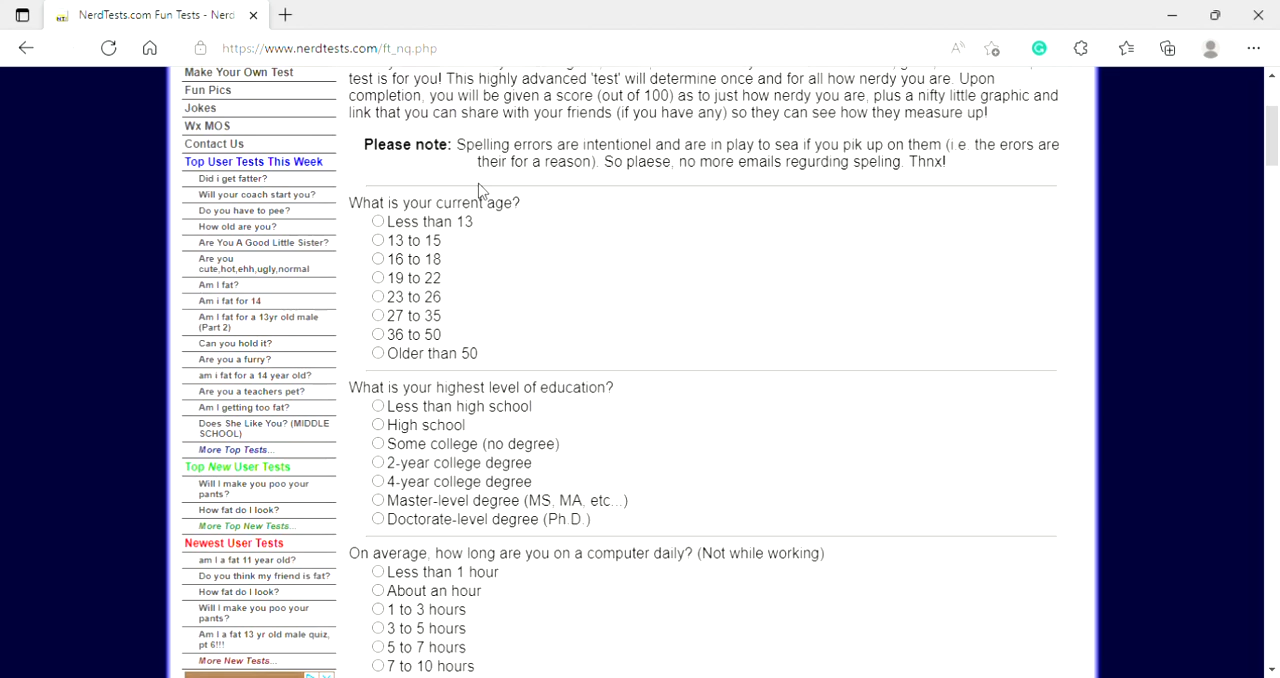 NerdTests.com Fun Tests - Nerd
https://www.nerdtests.com/ft_nq.php
Make Your Own Test
Fun Pics
Jokes
Wx MOS
Contact Us
Top User Tests This Week
Did i get fatter?
Will your coach start you?
Do you have to pee?
How old are you?
Are You A Good Little Sister?
Are you
cute,hot,ehh,ugly,normal
Am I fat?
Am i fat for 14
Am I fat for a 13yr old male
(Part 2)
Can you hold it?
Are you a furry?
am i fat for a 14 year old?
Are you a teachers pet?
Am I getting too fat?
Does She Like You? (MIDDLE
SCHOOL)
More Top Tests...
Top New User Tests
Will I make you poo your
pants?
How fat do I look?
More Top New Tests...
Newest User Tests
am I a fat 11 year old?
Do you think my friend is fat?
How fat do I look?
Will I make you poo your
pants?
Am I a fat 13 yr old male quiz,
pt 6!!!
More New Tests...
test is for you! This highly advanced 'test' will determine once and for all how nerdy you are. Upon
completion, you will be given a score (out of 100) as to just how nerdy you are, plus a nifty little graphic and
link that you can share with your friends (if you have any) so they can see how they measure up!
Please note: Spelling errors are intentionel and are in play to sea if you pik up on them (i.e. the erors are
their for a reason). So plaese, no more emails regurding speling. Thnx!
What is your current age?
Less than 13
13 to 15
16 to 18
19 to 22
23 to 26
27 to 35
36 to 50
Older than 50
What is your highest level of education?
Less than high school
High school
Some college (no degree)
2-year college degree
4-year college degree
Master-level degree (MS, MA, etc...)
Doctorate-level degree (Ph.D.)
On average, how long are you on a computer daily? (Not while working)
Less than 1 hour
About an hour
1 to 3 hours
3 to 5 hours
5 to 7 hours
7 to 10 hours